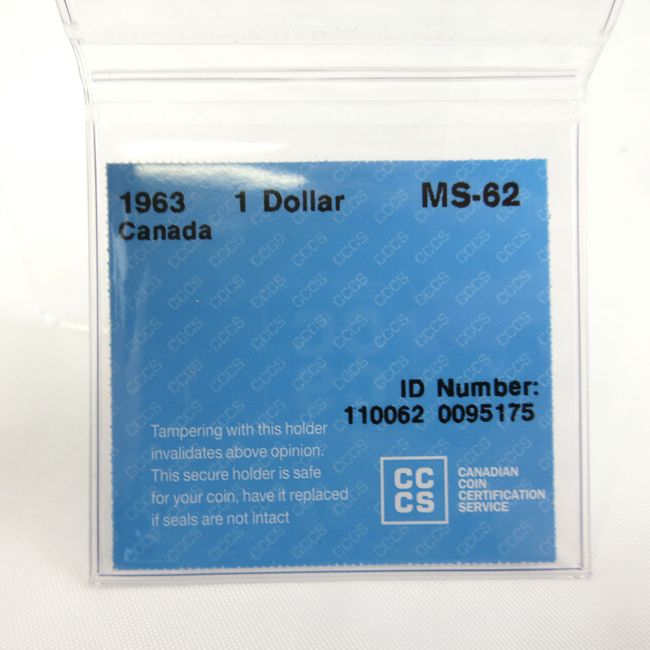 1963 1 Dollar MS-62
Canada
ID Number:
110062 0095175
Tampering with this holder
invalidates above opinion.
This secure holder is safe
for your coin, have it replaced
if seals are not intact
CC
CS
CANADIAN
COIN
CERTIFICATION
SERVICE